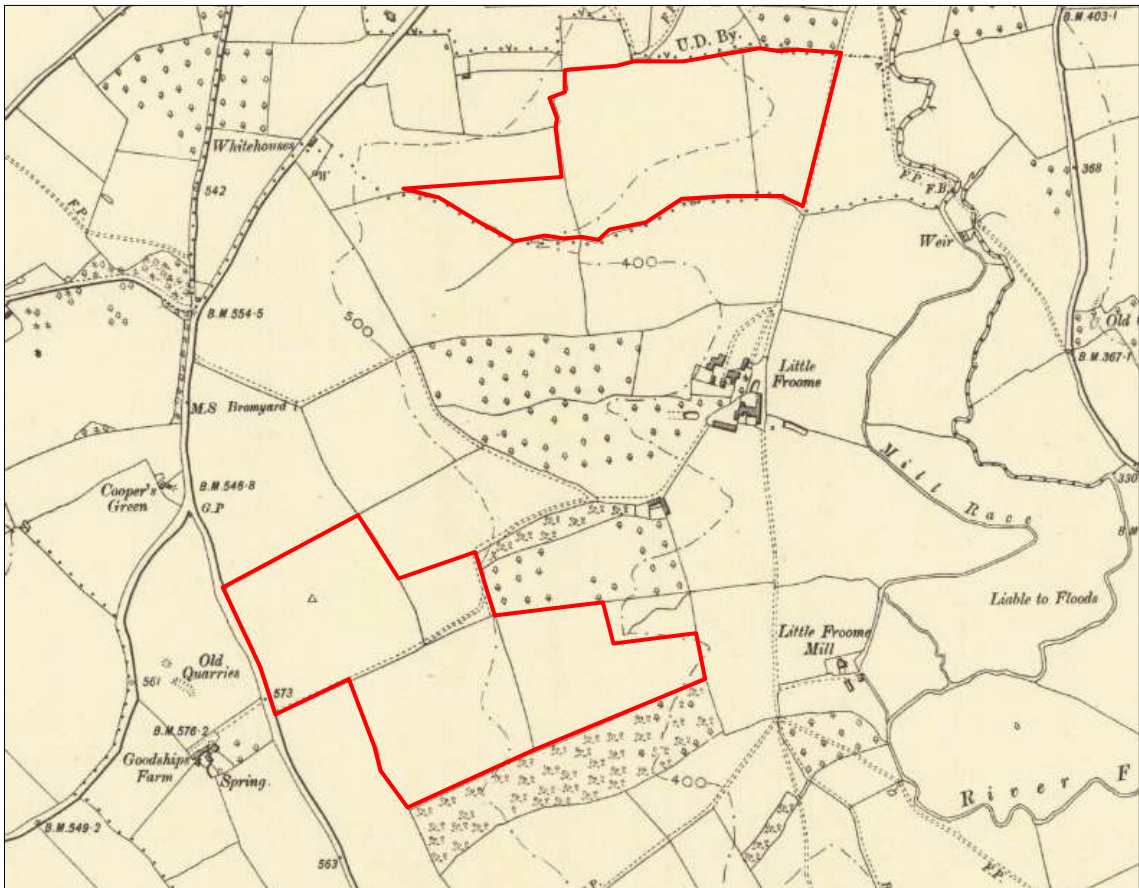 B.M. 403·1
U.D. By.
F.P.
Whitehouses
W
542
F.P.
368
F.P.
F.B.
Weir
400
500
B.M. 554·5
Old
B.M. 367·1
Little
Froome
M.S Bromyard 1
Mill Race
330
Cooper's
Green
B.M. 546·8
G.P
B.M
Liable to Floods
Little Froome
Mill
Old
Quarries
561
573
B.M. 576·2
Goodships
Farm
Spring.
400
River F
B.M. 549·2
563
F.P.